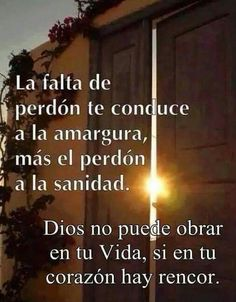 La falta de
perdón te conduce
a la amargura,
más el perdón
a la sanidad.
Dios no puede obrar
en tu Vida, si en tu
corazón hay rencor.